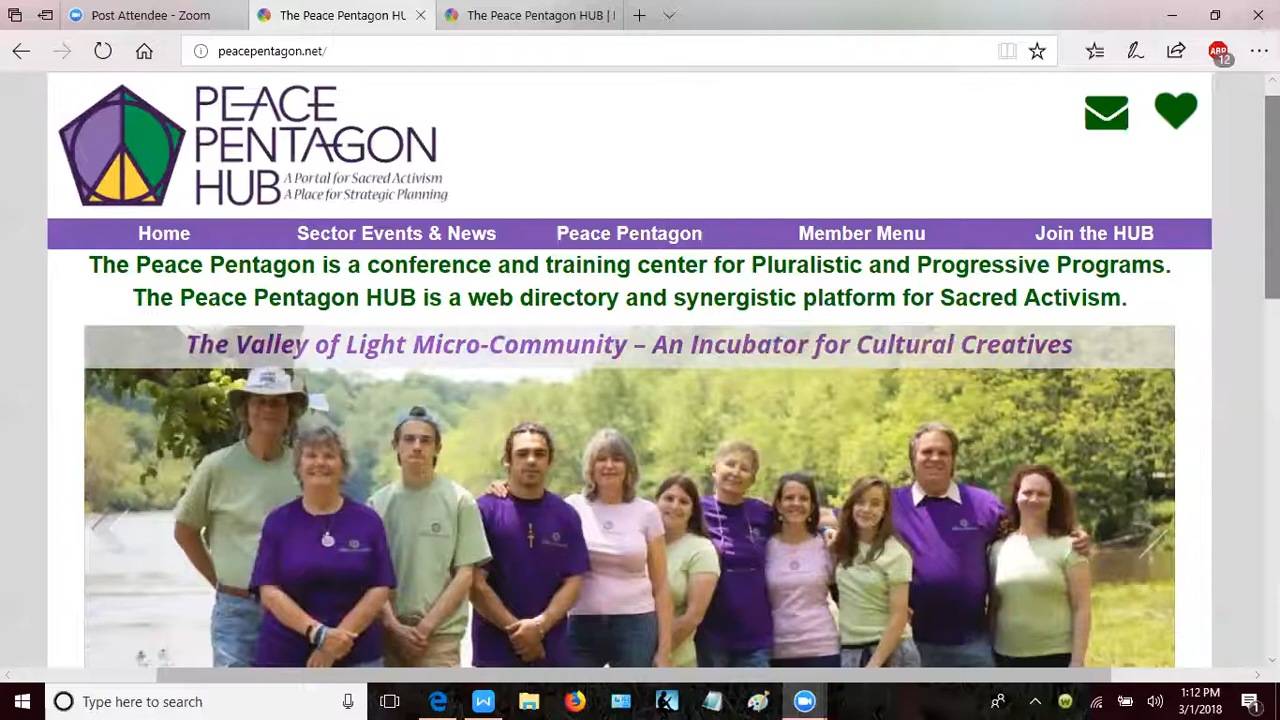 Post Attendee - Zoom
The Peace Pentagon HU
The Peace Pentagon HUB |
peacepentagon.net/
ABP
12
PEACE
PENTAGON
HUB
A Portal for Sacred Activism
A Place for Strategic Planning
Home
Sector Events & News
Peace Pentagon
Member Menu
Join the HUB
The Peace Pentagon is a conference and training center for Pluralistic and Progressive Programs.
The Peace Pentagon HUB is a web directory and synergistic platform for Sacred Activism.
The Valley of Light Micro-Community – An Incubator for Cultural Creatives
Type here to search
1:12 PM
3/1/2018
1